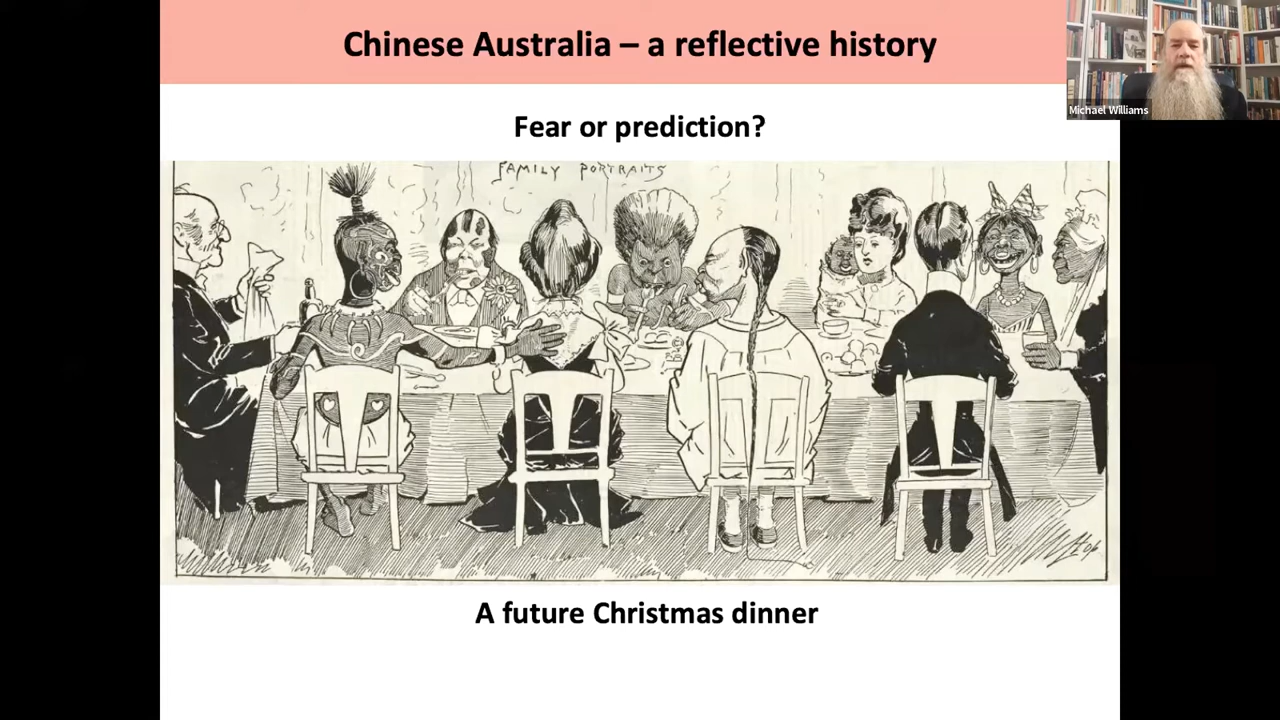 Chinese Australia – a reflective history
Michael Williams
Fear or prediction?
FAMILY PORTRAITS
A future Christmas dinner